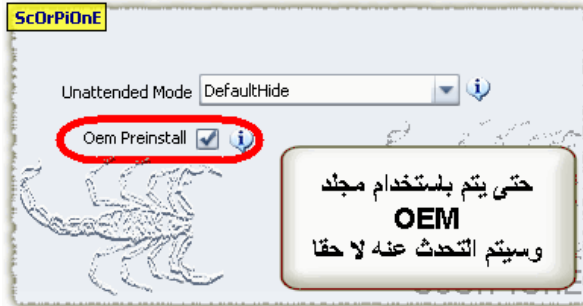 ScOrPiOnE
Unattended Mode DefaultHide
Oem Preinstall
حتى يتم باستخدام مجلد
OEM
وسيتم التحدث عنه لا حقا